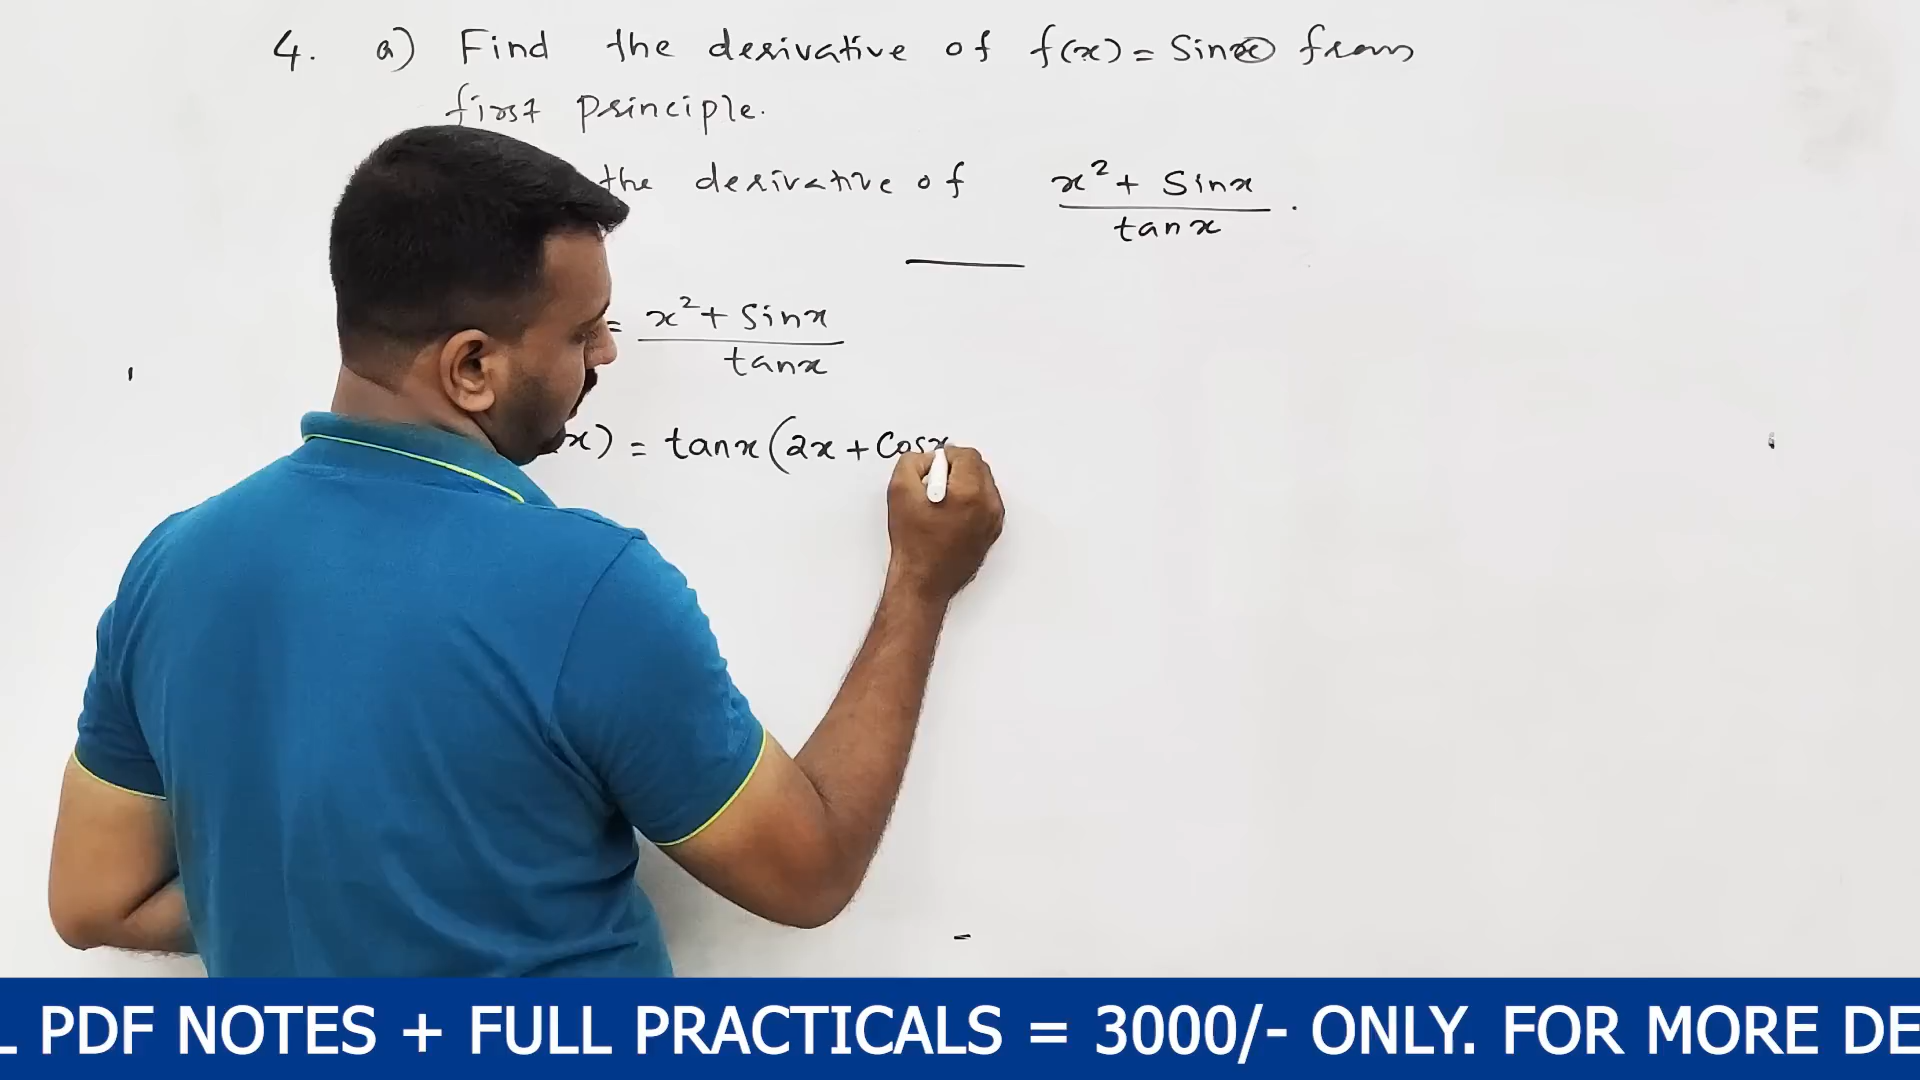 4. a) Find the derivative of f(x) = Sinx from
first principle.
the derivative of x² + Sinx / tanx .
= x² + Sinx / tanx
x) = tanx (2x + Cosx
PDF NOTES + FULL PRACTICALS = 3000/- ONLY. FOR MORE DE